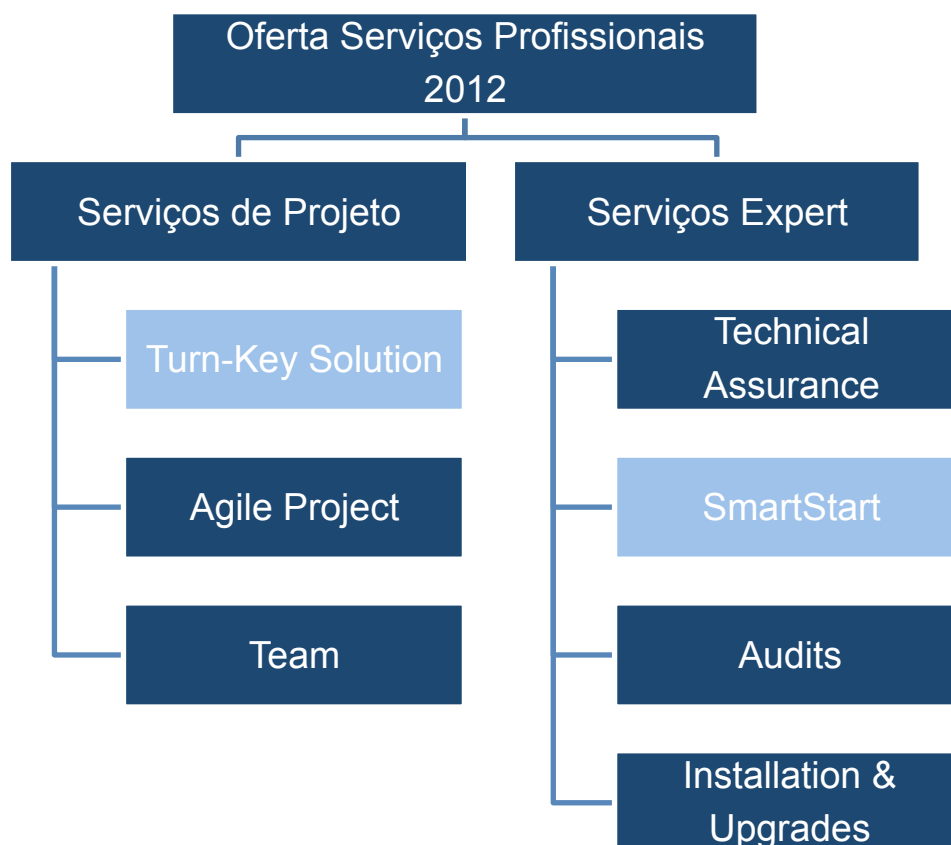 Oferta Serviços Profissionais
2012
Serviços de Projeto
Turn-Key Solution
Agile Project
Team
Serviços Expert
Technical
Assurance
SmartStart
Audits
Installation &
Upgrades